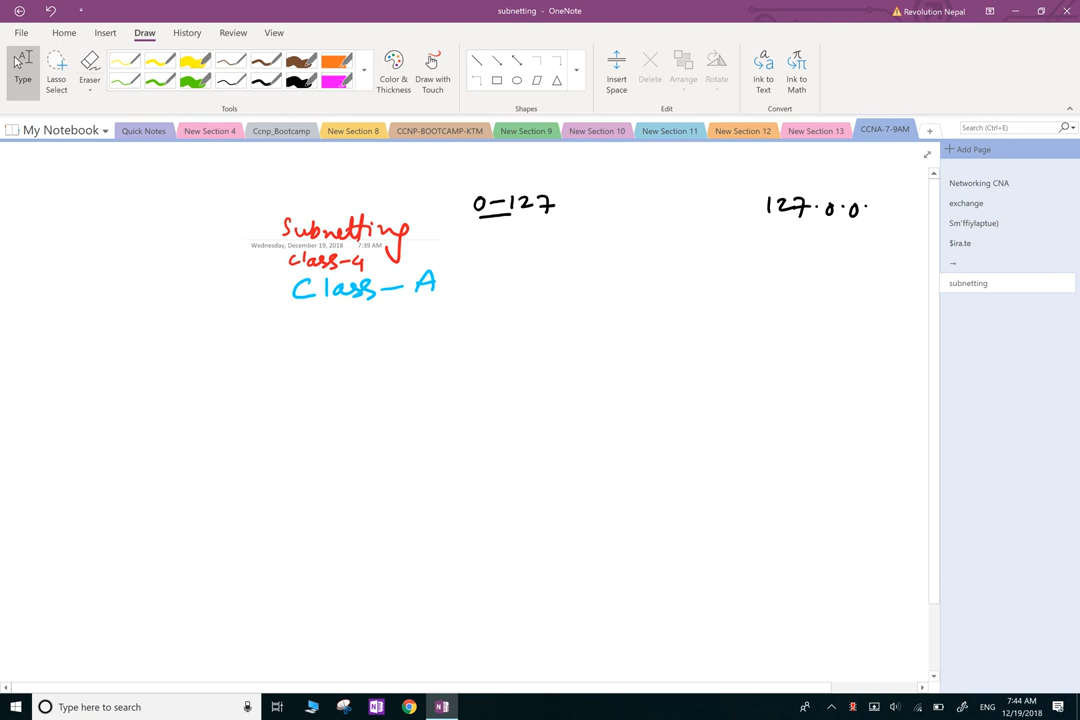 subnetting - OneNote
Revolution Nepal
File Home Insert Draw History Review View
Type
Lasso Select
Eraser
Color & Thickness
Draw with Touch
Insert Space
Delete
Arrange
Rotate
Ink to Text
Ink to Math
Tools
Shapes
Edit
Convert
My Notebook
Quick Notes
New Section 4
Ccnp_Bootcamp
New Section 8
CCNP-BOOTCAMP-KTM
New Section 9
New Section 10
New Section 11
New Section 12
New Section 13
CCNA-7-9AM
Search (Ctrl+E)
Add Page
Networking CNA
exchange
Sm'ffiylaptue)
$ira.te
→
subnetting
0-127
127.0.0.
Subnetting
Wednesday, December 19, 2018 7:39 AM
Class-4
Class-A
Type here to search
ENG
7:44 AM
12/19/2018